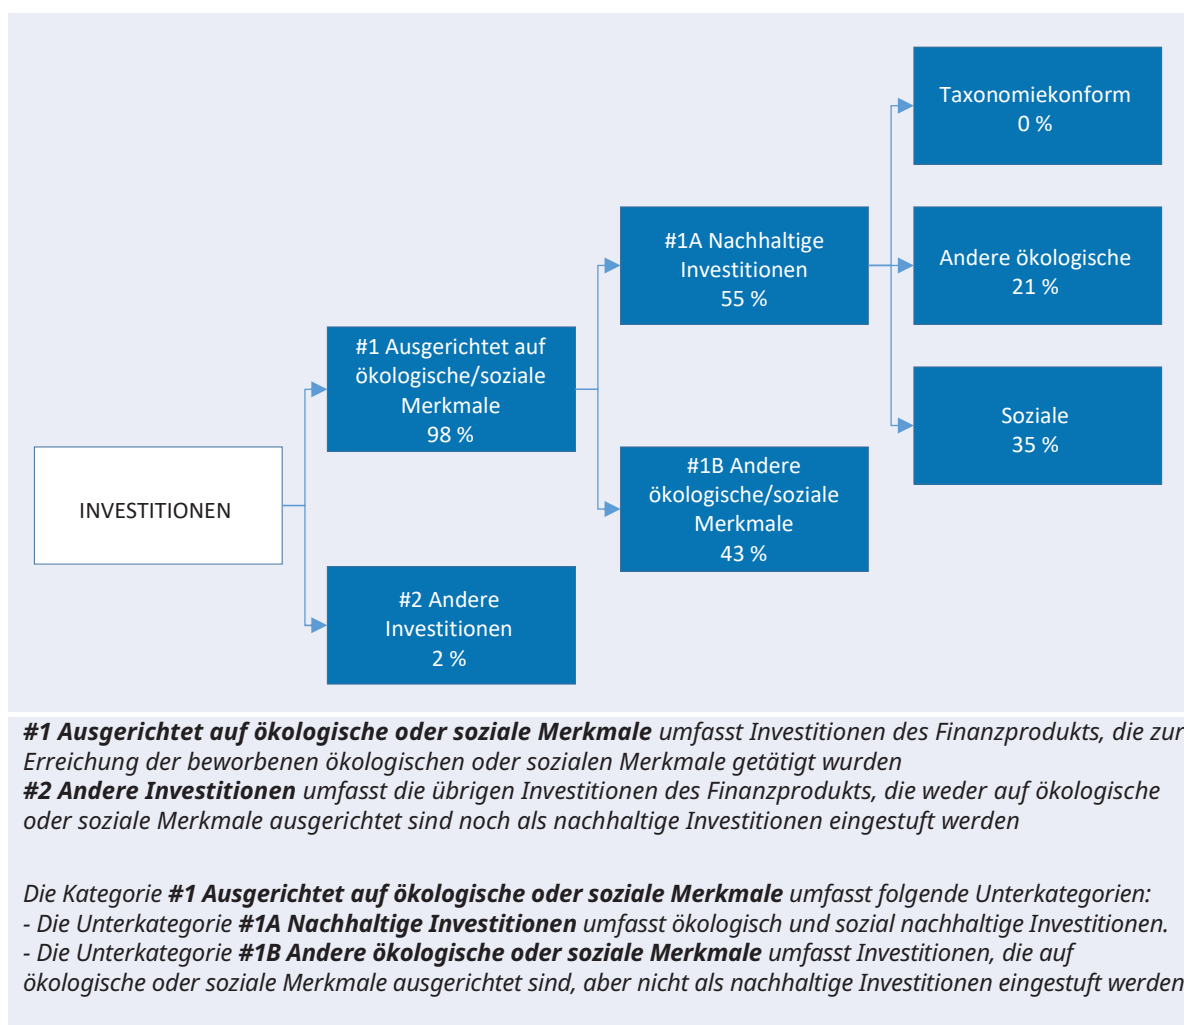 Taxonomiekonform
0 %
#1A Nachhaltige
Investitionen
55 %
Andere ökologische
21 %
#1 Ausgerichtet auf
ökologische/soziale
Merkmale
98 %
Soziale
35 %
#1B Andere
ökologische/soziale
Merkmale
43 %
INVESTITIONEN
#2 Andere
Investitionen
2 %
#1 Ausgerichtet auf ökologische oder soziale Merkmale umfasst Investitionen des Finanzprodukts, die zur
Erreichung der beworbenen ökologischen oder sozialen Merkmale getätigt wurden
#2 Andere Investitionen umfasst die übrigen Investitionen des Finanzprodukts, die weder auf ökologische
oder soziale Merkmale ausgerichtet sind noch als nachhaltige Investitionen eingestuft werden
Die Kategorie #1 Ausgerichtet auf ökologische oder soziale Merkmale umfasst folgende Unterkategorien:
- Die Unterkategorie #1A Nachhaltige Investitionen umfasst ökologisch und sozial nachhaltige Investitionen.
- Die Unterkategorie #1B Andere ökologische oder soziale Merkmale umfasst Investitionen, die auf
ökologische oder soziale Merkmale ausgerichtet sind, aber nicht als nachhaltige Investitionen eingestuft werden